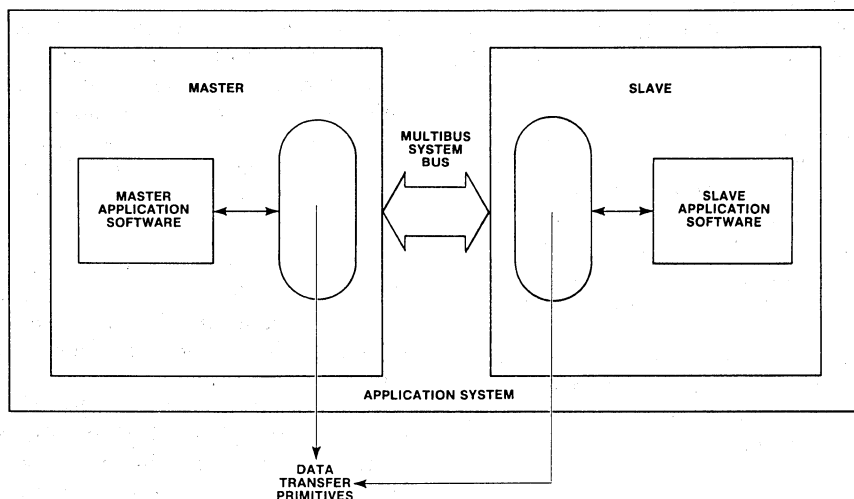 MASTER
SLAVE
MULTIBUS
SYSTEM
BUS
MASTER
APPLICATION
SOFTWARE
SLAVE
APPLICATION
SOFTWARE
APPLICATION SYSTEM
DATA
TRANSFER
PRIMITIVES